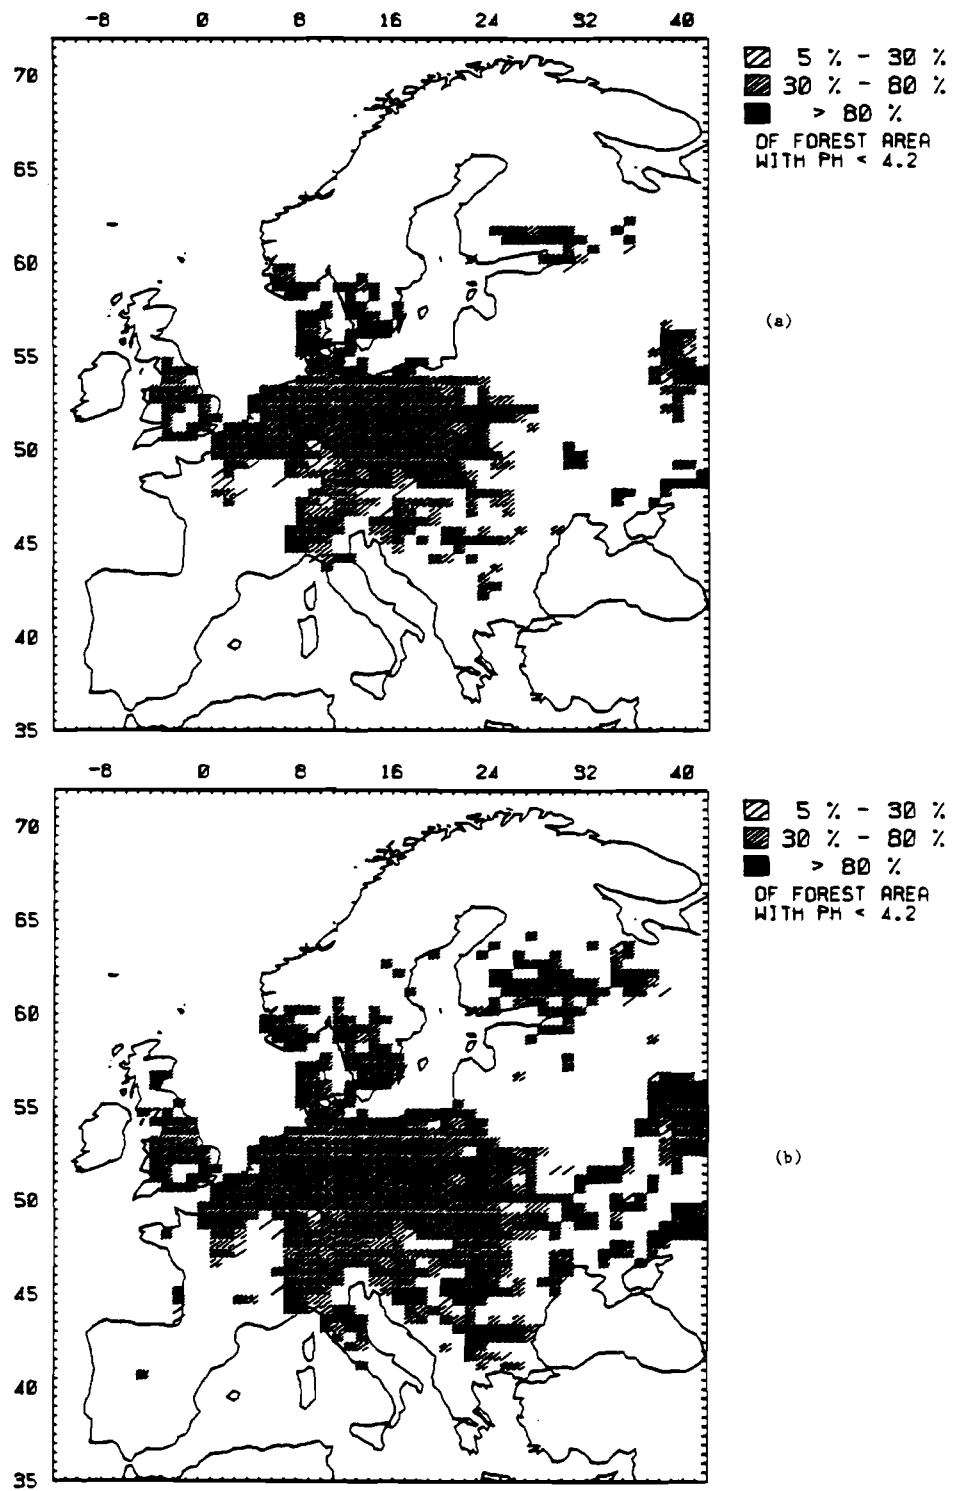 -8 0 8 16 24 32 40
70
65
60
55
50
45
40
35
5 % - 30 %
30 % - 80 %
> 80 %
OF FOREST AREA
WITH PH < 4.2
(a)
-8 0 8 16 24 32 40
70
65
60
55
50
45
40
35
5 % - 30 %
30 % - 80 %
> 80 %
OF FOREST AREA
WITH PH < 4.2
(b)